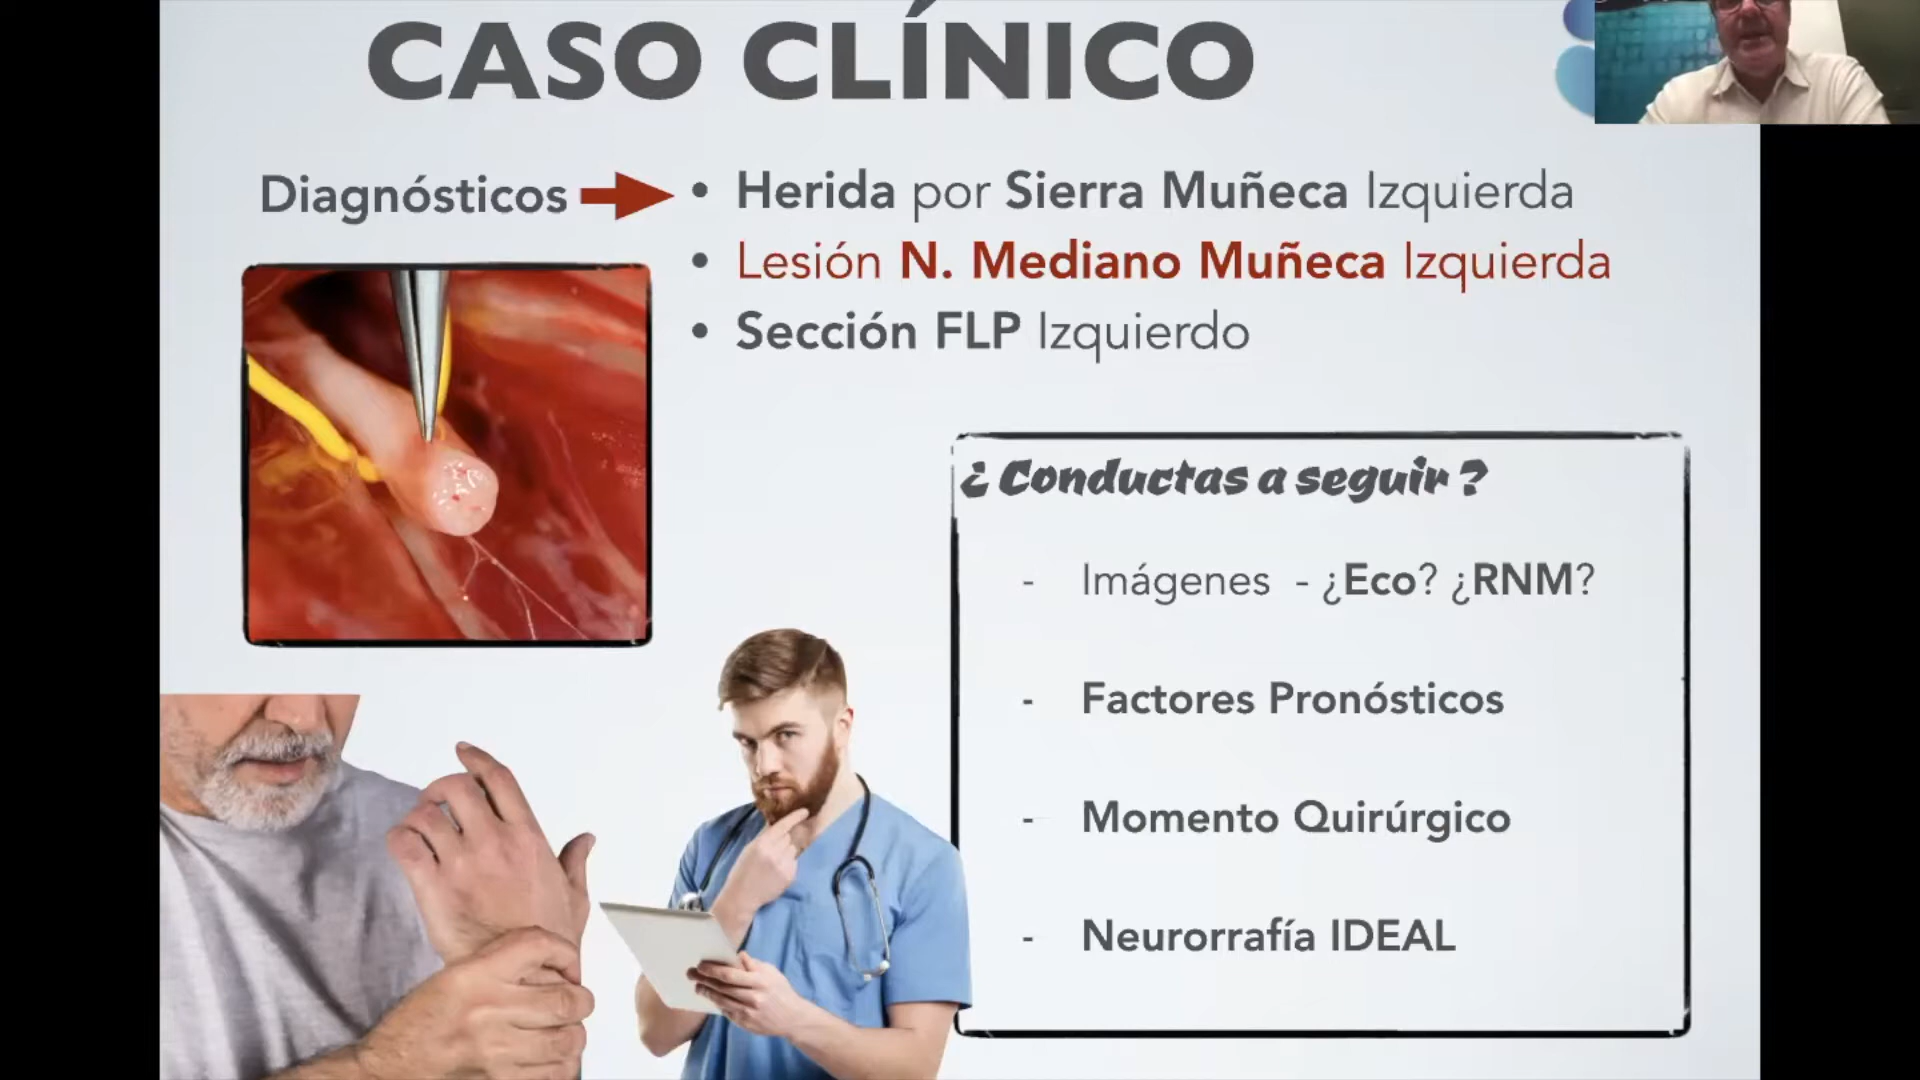 CASO CLÍNICO
Diagnósticos
• Herida por Sierra Muñeca Izquierda
• Lesión N. Mediano Muñeca Izquierda
• Sección FLP Izquierdo
¿Conductas a seguir?
- Imágenes - ¿Eco? ¿RNM?
- Factores Pronósticos
- Momento Quirúrgico
- Neurorrafía IDEAL